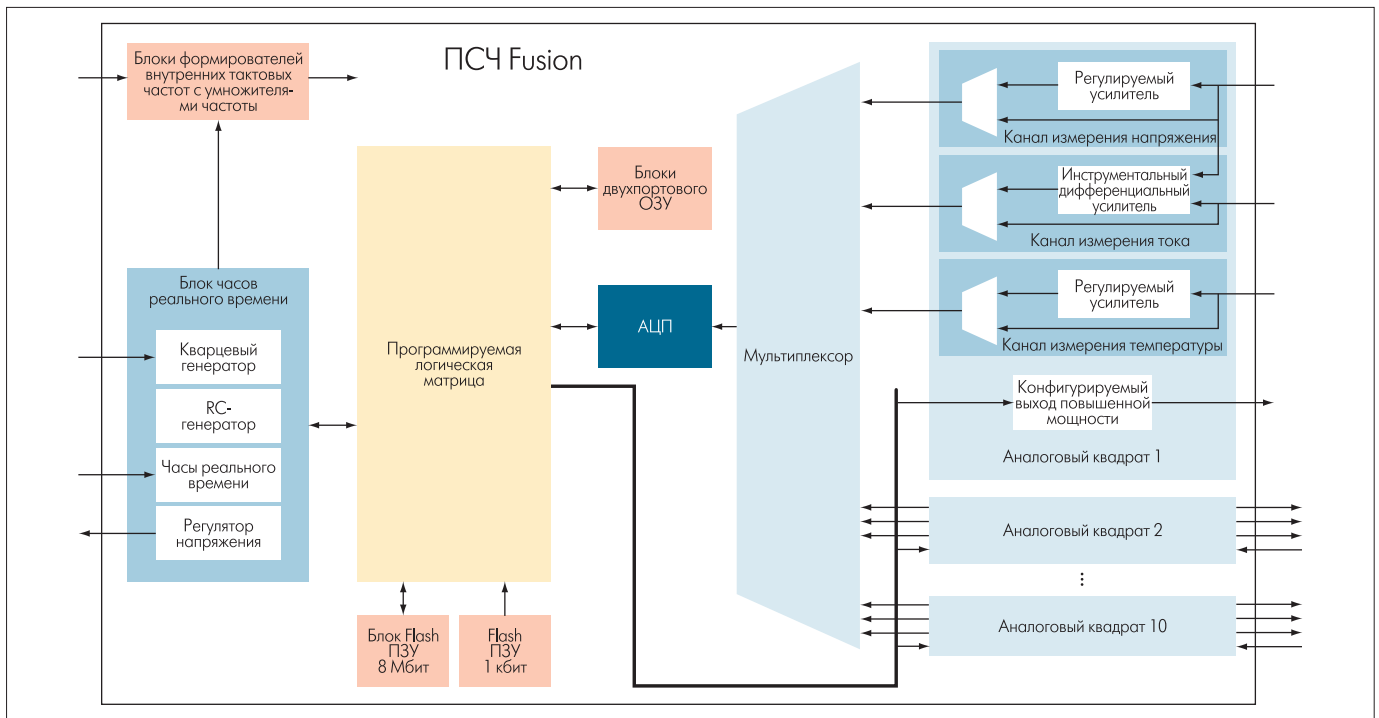 ПСЧ Fusion
Блоки формирователей
внутренних тактовых
частот с умножителя-
ми частоты
Блок часов
реального времени
Кварцевый
генератор
RC-
генератор
Часы реального
времени
Регулятор
напряжения
Программируемая
логическая
матрица
Блок Flash
ПЗУ
8 Мбит
Flash
ПЗУ
1 кбит
Блоки
двухпортового
ОЗУ
АЦП
Мультиплексор
Регулируемый
усилитель
Канал измерения напряжения
Инструментальный
дифференциальный
усилитель
Канал измерения тока
Регулируемый
усилитель
Канал измерения температуры
Конфигурируемый
выход повышенной
мощности
Аналоговый квадрат 1
Аналоговый квадрат 2
...
Аналоговый квадрат 10